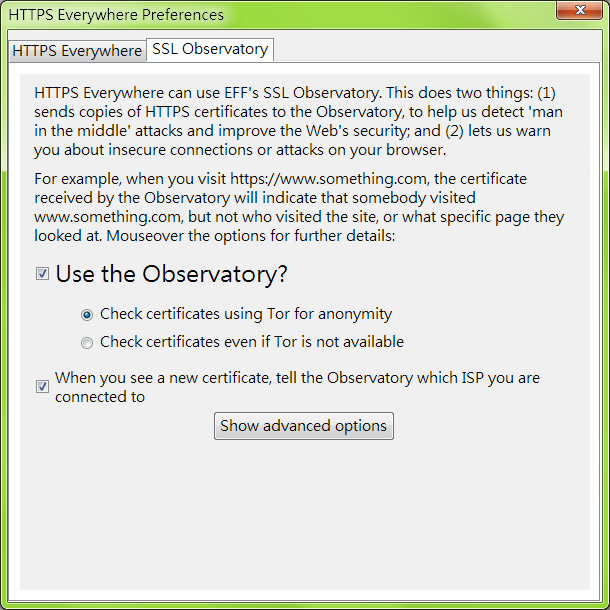 HTTPS Everywhere Preferences
HTTPS Everywhere
SSL Observatory
HTTPS Everywhere can use EFF's SSL Observatory. This does two things: (1)
sends copies of HTTPS certificates to the Observatory, to help us detect 'man
in the middle' attacks and improve the Web's security; and (2) lets us warn
you about insecure connections or attacks on your browser.
For example, when you visit https://www.something.com, the certificate
received by the Observatory will indicate that somebody visited
www.something.com, but not who visited the site, or what specific page they
looked at. Mouseover the options for further details:
Use the Observatory?
Check certificates using Tor for anonymity
Check certificates even if Tor is not available
When you see a new certificate, tell the Observatory which ISP you are
connected to
Show advanced options